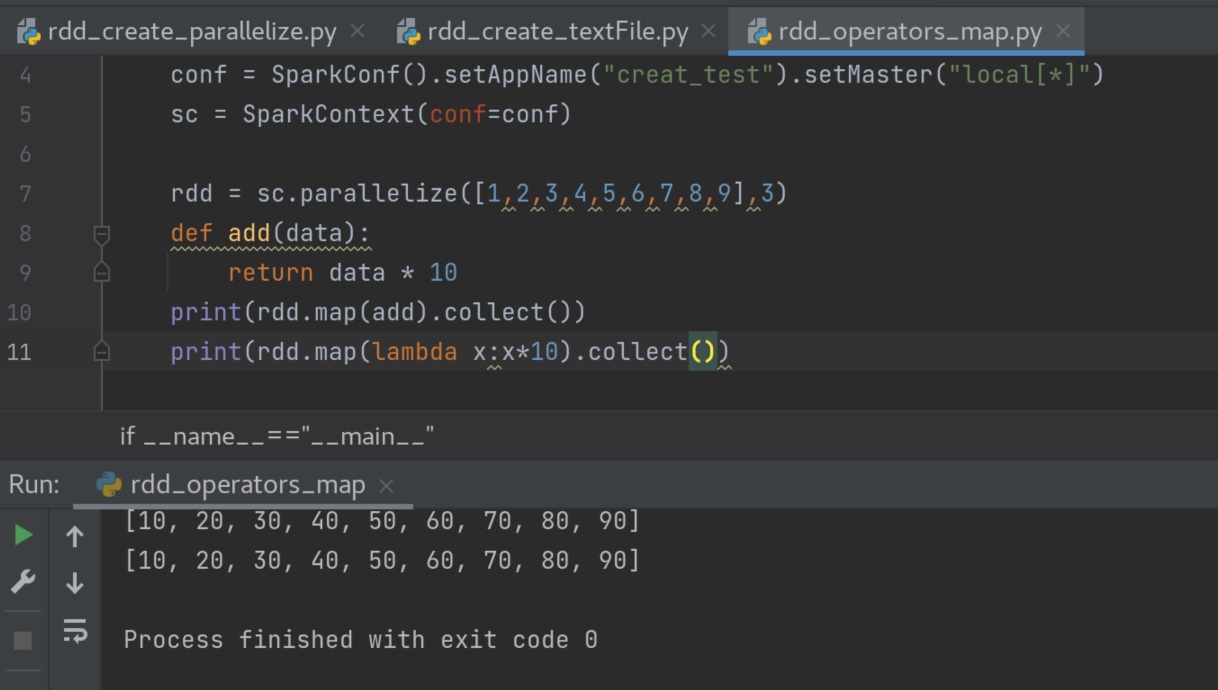 rdd_create_parallelize.py rdd_create_textFile.py rdd_operators_map.py
4 conf = SparkConf().setAppName("creat_test").setMaster("local[*]")
5 sc = SparkContext(conf=conf)
6
7 rdd = sc.parallelize([1,2,3,4,5,6,7,8,9],3)
8 def add(data):
9 return data * 10
10 print(rdd.map(add).collect())
11 print(rdd.map(lambda x:x*10).collect())
if __name__=="__main__"
Run: rdd_operators_map
[10, 20, 30, 40, 50, 60, 70, 80, 90]
[10, 20, 30, 40, 50, 60, 70, 80, 90]
Process finished with exit code 0